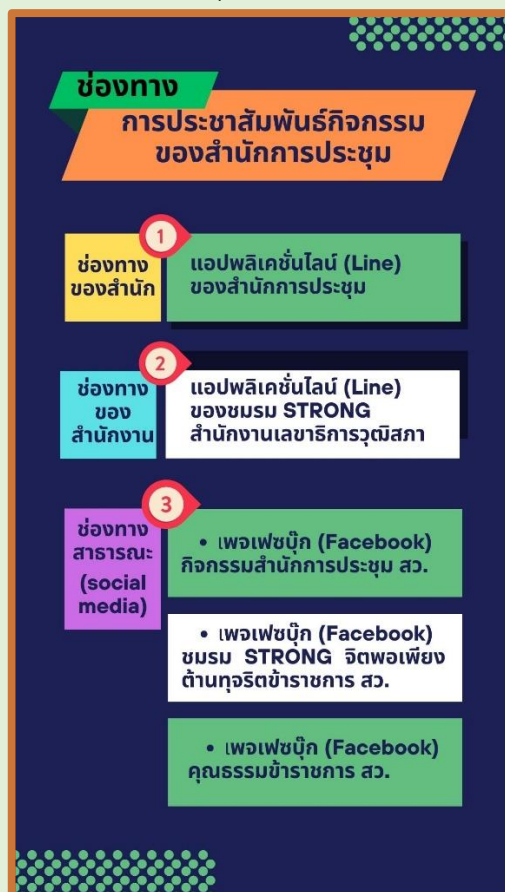 ช่องทาง
การประชาสัมพันธ์กิจกรรม
ของสำนักการประชุม
1
ช่องทาง
ของสำนัก
แอปพลิเคชั่นไลน์ (Line)
ของสำนักการประชุม
2
ช่องทาง
ของ
สำนักงาน
แอปพลิเคชั่นไลน์ (Line)
ของชมรม STRONG
สำนักงานเลขาธิการวุฒิสภา
3
ช่องทาง
สาธารณะ
(social
media)
• เพจเฟซบุ๊ก (Facebook)
กิจกรรมสำนักการประชุม สว.
• เพจเฟซบุ๊ก (Facebook)
ชมรม STRONG จิตพอเพียง
ต้านทุจริตข้าราชการ สว.
• เพจเฟซบุ๊ก (Facebook)
คุณธรรมข้าราชการ สว.